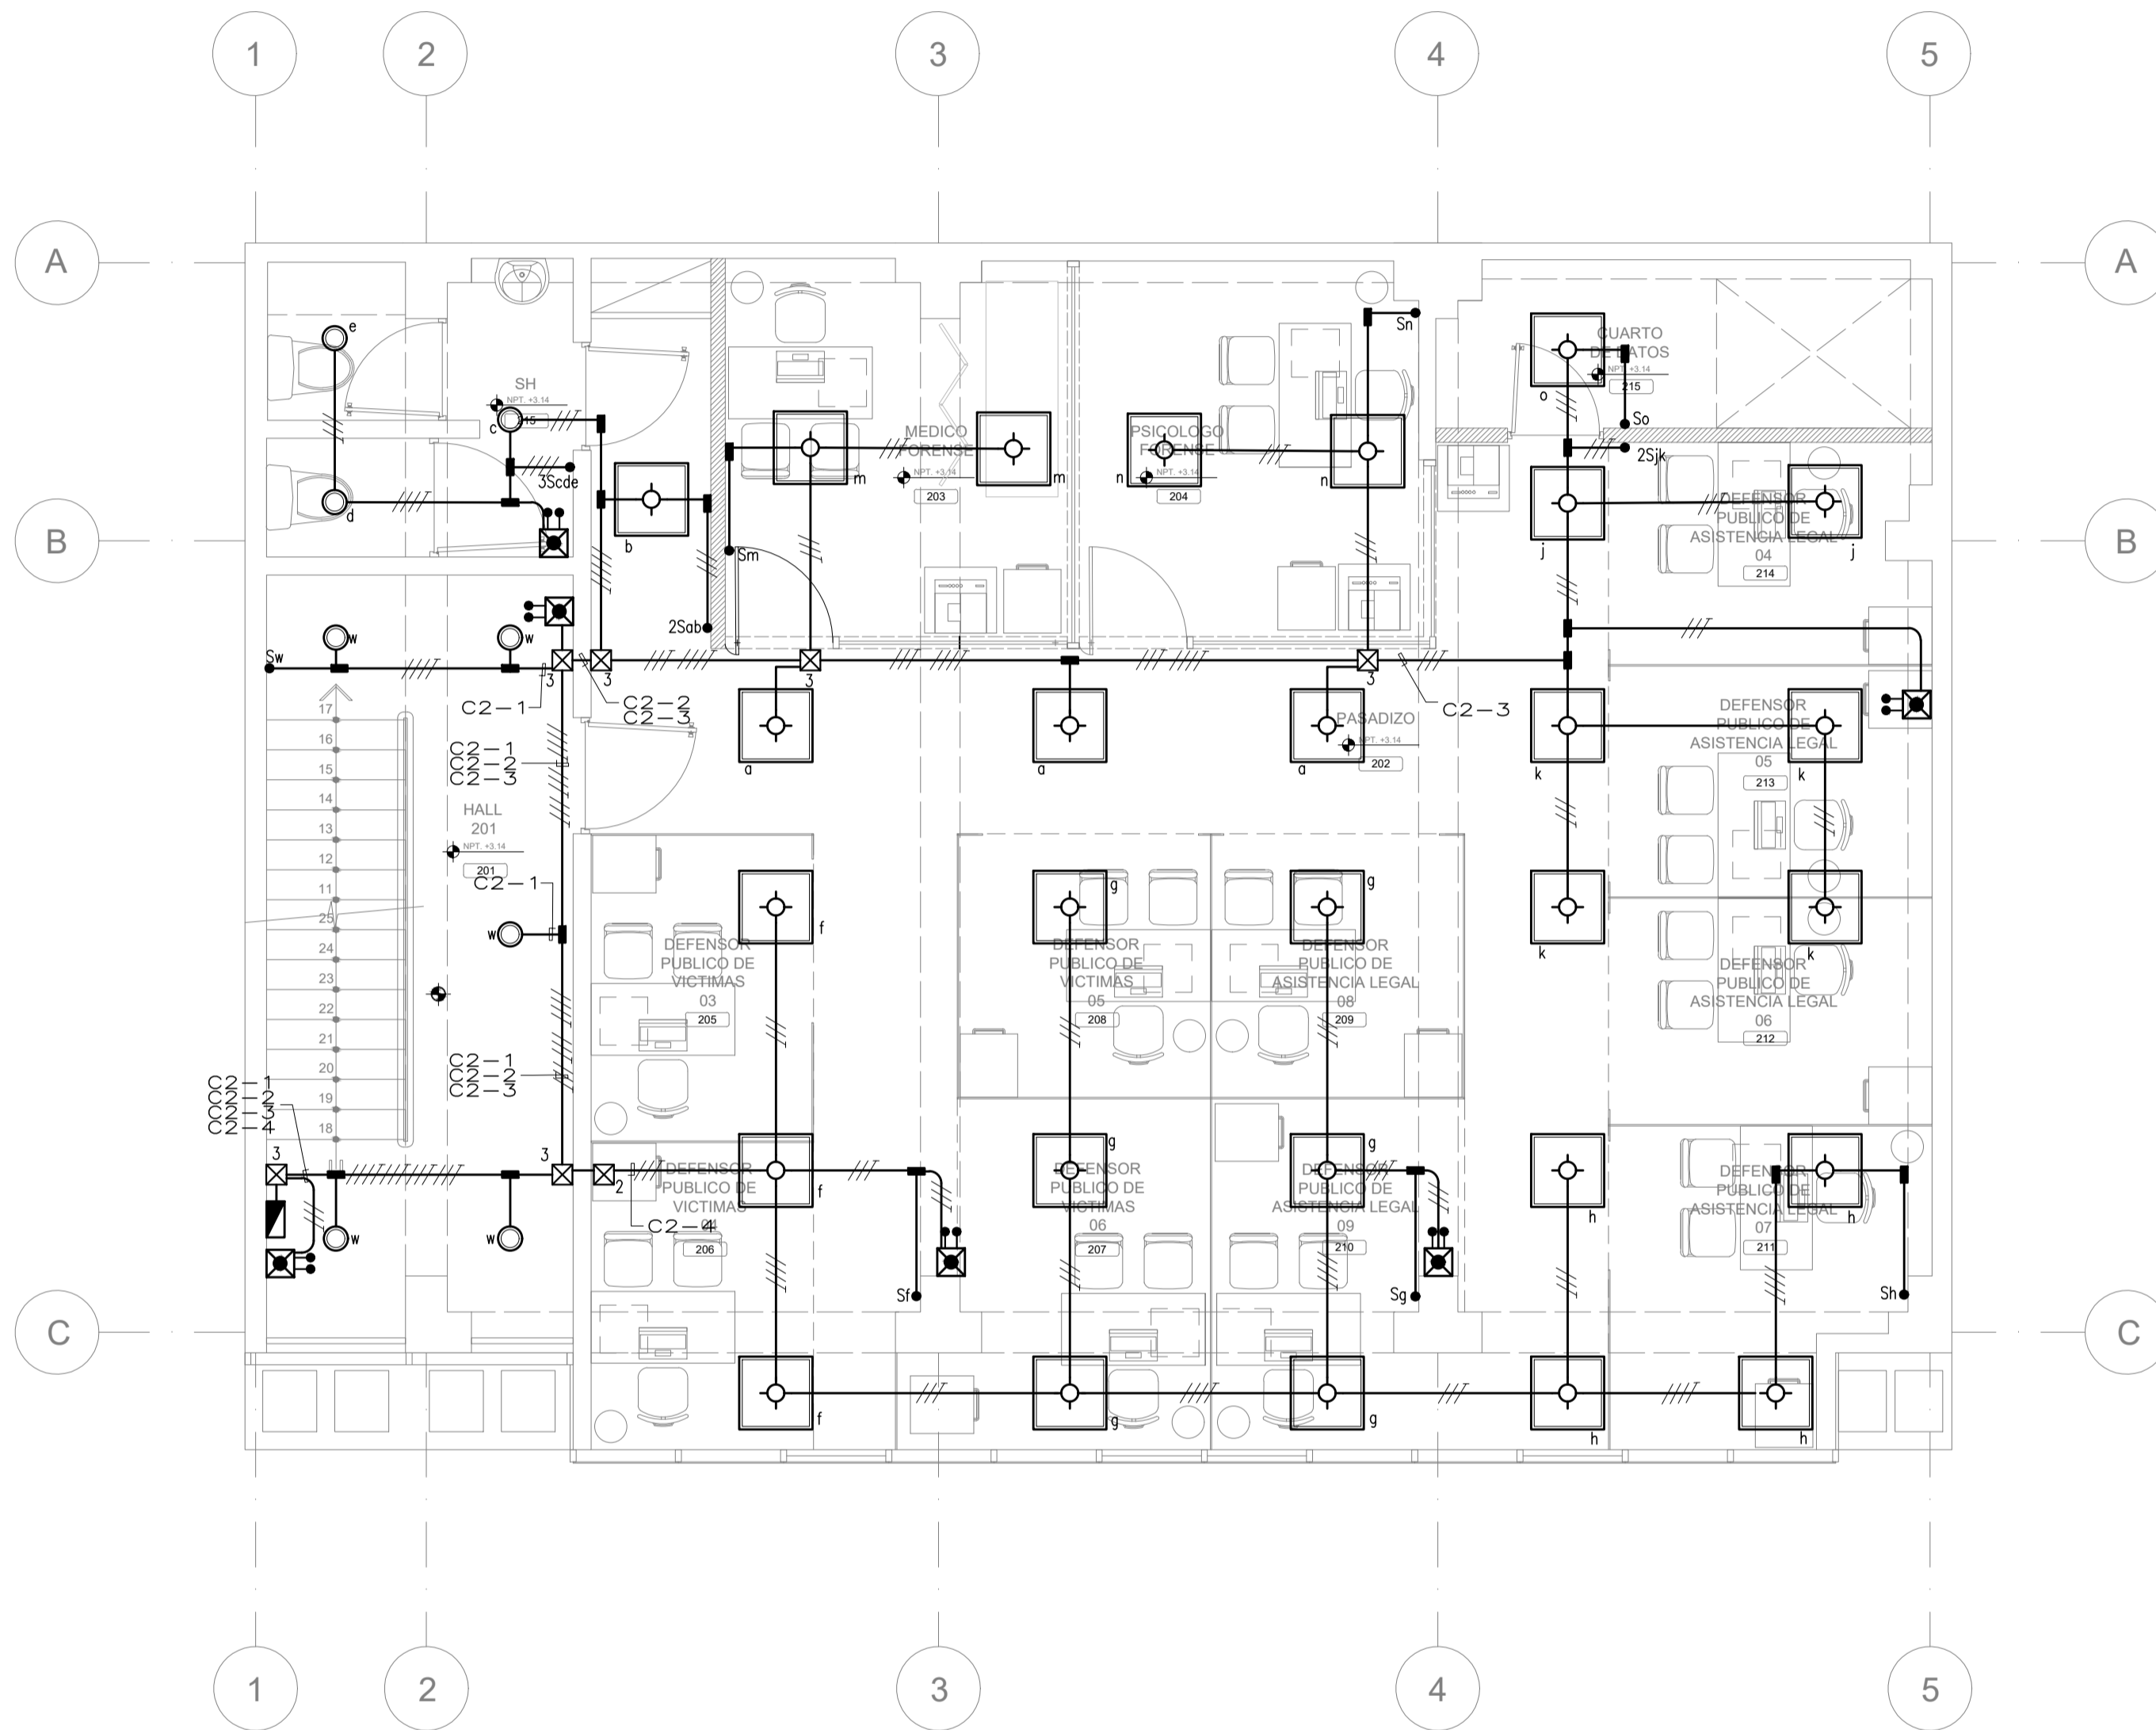 1
2
3
4
5
A
A
e
SH
NPT. +3.14
c
3Scde
d
B
B
b
2Sab
Sm
m
MEDICO
FORENSE
NPT. +3.14
203
m
PSICOLOGO
FORENSE
NPT. +3.14
204
n
n
Sn
CUARTO
DE DATOS
NPT. +3.14
215
o
So
2Sjk
j
DEFENSOR
PUBLICO DE
ASISTENCIA LEGAL
04
214
j
w
w
Sw
3
3
3
3
C2-1
C2-2
C2-3
C2-3
C2-1
C2-2
C2-3
17
16
15
14
13
12
11
25
24
23
22
21
20
19
18
HALL
201
NPT. +3.14
201
C2-1
w
a
a
a
PASADIZO
NPT. +3.14
202
k
DEFENSOR
PUBLICO DE
ASISTENCIA LEGAL
05
213
k
k
k
DEFENSOR
PUBLICO DE
ASISTENCIA LEGAL
06
212
f
DEFENSOR
PUBLICO DE
VICTIMAS
03
205
g
DEFENSOR
PUBLICO DE
VICTIMAS
05
208
g
DEFENSOR
PUBLICO DE
ASISTENCIA LEGAL
08
209
C2-1
C2-2
C2-3
C2-1
C2-2
C2-3
C2-4
3
3
2
w
w
C2-4
DEFENSOR
PUBLICO DE
VICTIMAS
04
206
f
Sf
g
DEFENSOR
PUBLICO DE
VICTIMAS
06
207
g
DEFENSOR
PUBLICO DE
ASISTENCIA LEGAL
09
210
Sg
h
DEFENSOR
PUBLICO DE
ASISTENCIA LEGAL
07
211
h
Sh
C
C
f
g
g
h
h
1
2
3
4
5